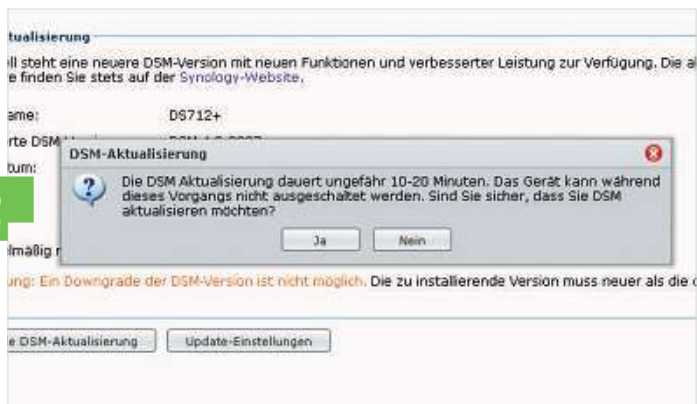 tualisierung
ll steht eine neuere DSM-Version mit neuen Funktionen und verbesserter Leistung zur Verfügung. Die al
e finden Sie stets auf der Synology-Website.
ame: DS712+
rte DSM
tum:
DSM-Aktualisierung
Die DSM Aktualisierung dauert ungefähr 10-20 Minuten. Das Gerät kann während
dieses Vorgangs nicht ausgeschaltet werden. Sind Sie sicher, dass Sie DSM
aktualisieren möchten?
Ja Nein
lmäßig r
ung: Ein Downgrade der DSM-Version ist nicht möglich. Die zu installierende Version muss neuer als die
e DSM-Aktualisierung Update-Einstellungen